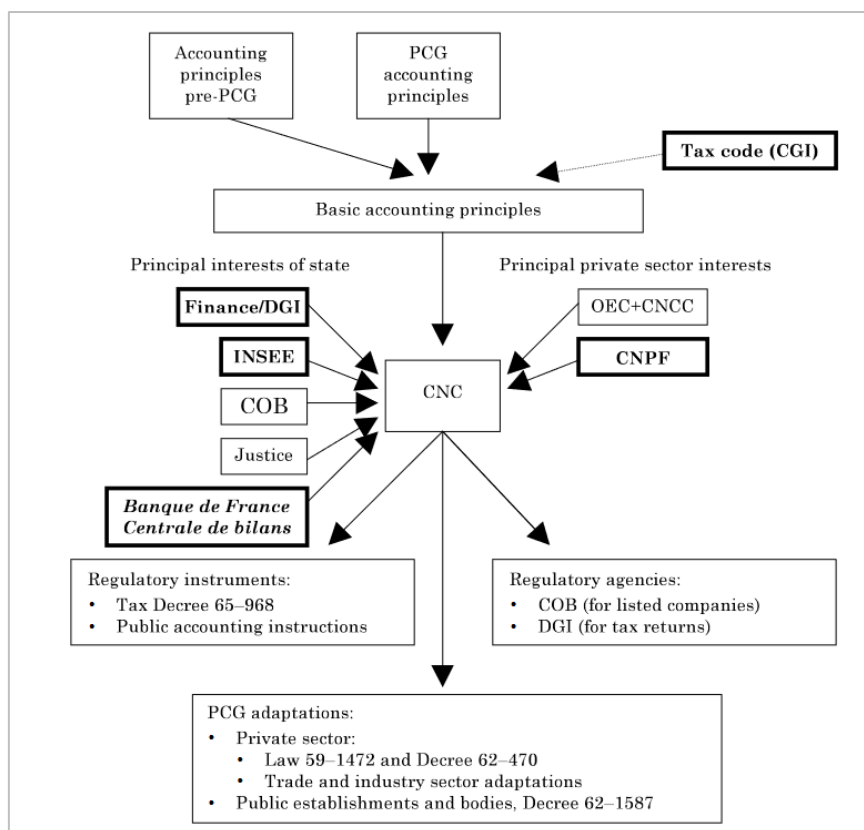 Accounting
principles
pre-PCG
PCG
accounting
principles
Tax code (CGI)
Basic accounting principles
Principal interests of state
Principal private sector interests
Finance/DGI
OEC+CNCC
INSEE
CNPF
COB
CNC
Justice
Banque de France
Centrale de bilans
Regulatory instruments:
• Tax Decree 65–968
• Public accounting instructions
Regulatory agencies:
• COB (for listed companies)
• DGI (for tax returns)
PCG adaptations:
• Private sector:
• Law 59–1472 and Decree 62–470
• Trade and industry sector adaptations
• Public establishments and bodies, Decree 62–1587